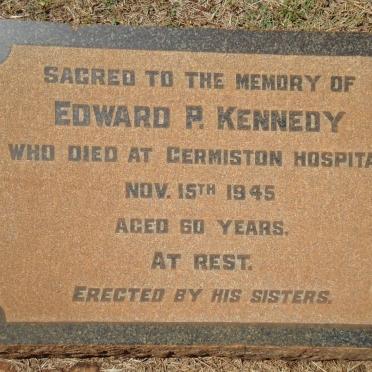 SACRED TO THE MEMORY OF
EDWARD P. KENNEDY
WHO DIED AT GERMISTON HOSPITA
NOV. 15TH 1945
AGED 60 YEARS.
AT REST.
ERECTED BY HIS SISTERS.